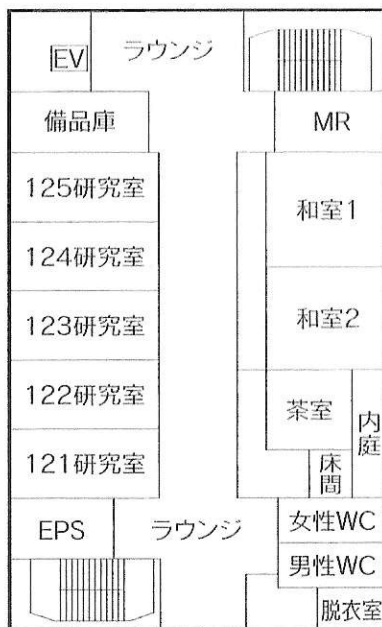 EV
ラウンジ
備品庫
MR
125研究室
和室1
124研究室
123研究室
和室2
122研究室
茶室
内庭
121研究室
床間
EPS
ラウンジ
女性WC
男性WC
脱衣室